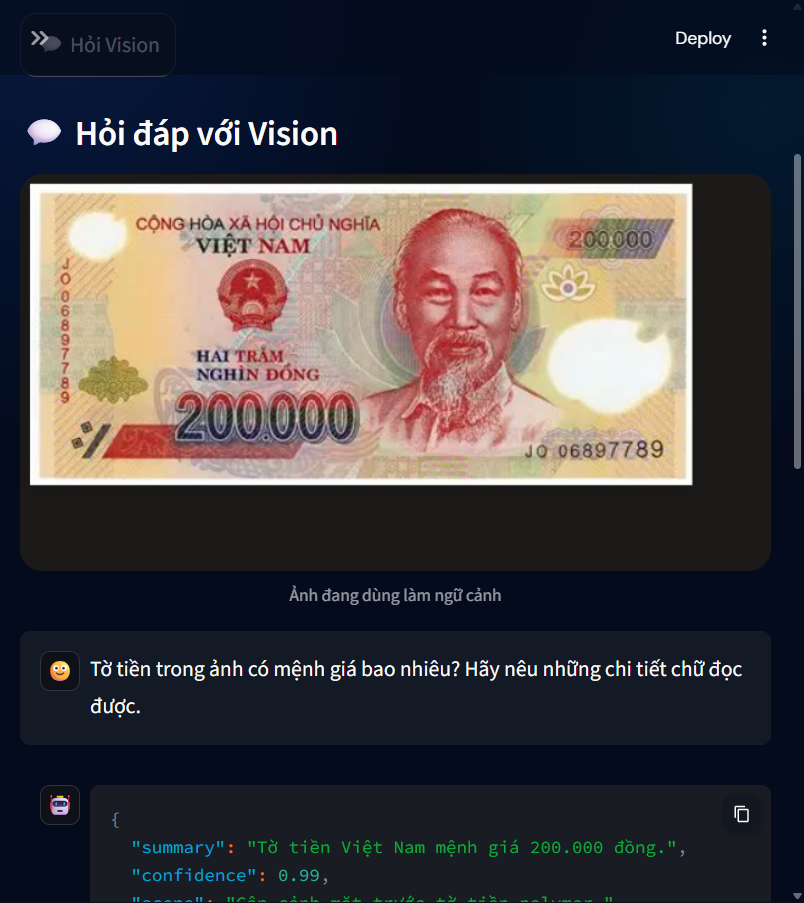 Hỏi Vision
Deploy
Hỏi đáp với Vision
CỘNG HÒA XÃ HỘI CHỦ NGHĨA
VIỆT NAM
200.000
JO 06897789
HAI TRĂM
NGHÌN ĐỒNG
200.000
JO 06897789
Ảnh đang dùng làm ngữ cảnh
Tờ tiền trong ảnh có mệnh giá bao nhiêu? Hãy nêu những chi tiết chữ đọc
được.
{
"summary": "Tờ tiền Việt Nam mệnh giá 200.000 đồng.",
"confidence": 0.99,